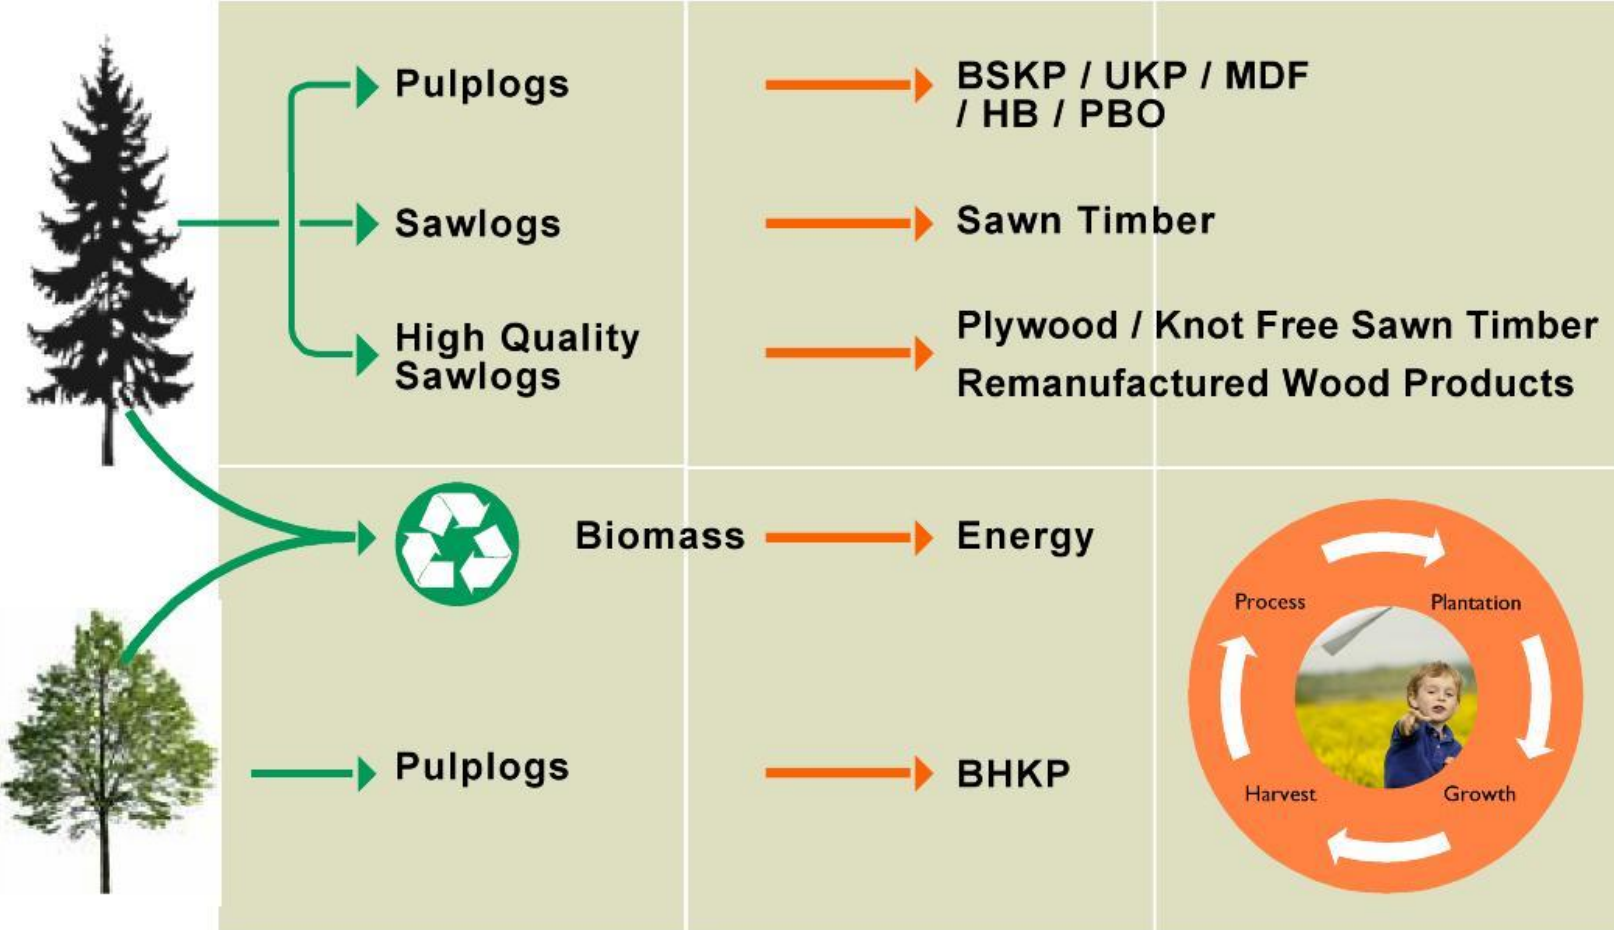 Pulplogs
BSKP / UKP / MDF
/ HB / PBO
Sawlogs
Sawn Timber
High Quality
Sawlogs
Plywood / Knot Free Sawn Timber
Remanufactured Wood Products
Biomass
Energy
Pulplogs
BHKP
Process
Plantation
Harvest
Growth